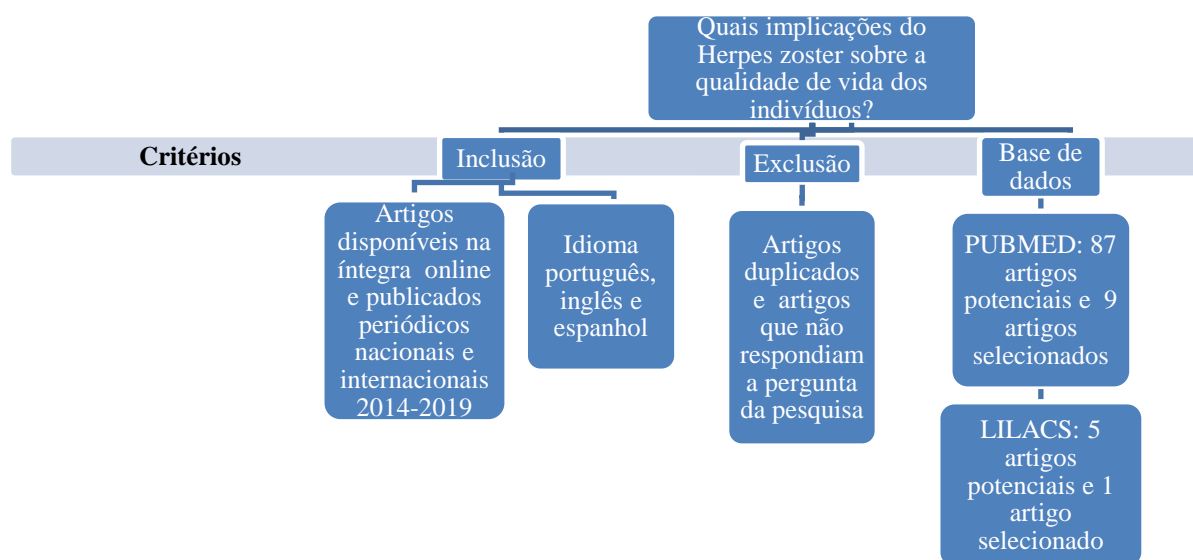 Quais implicações do
Herpes zoster sobre a
qualidade de vida dos
indivíduos?
Critérios
Inclusão
Exclusão
Base de
dados
Artigos
disponíveis na
íntegra online
e publicados
periódicos
nacionais e
internacionais
2014-2019
Idioma
português,
inglês e
espanhol
Artigos
duplicados
e artigos
que não
respondiam
a pergunta
da pesquisa
PUBMED: 87
artigos
potenciais e 9
artigos
selecionados
LILACS: 5
artigos
potenciais e 1
artigo
selecionado